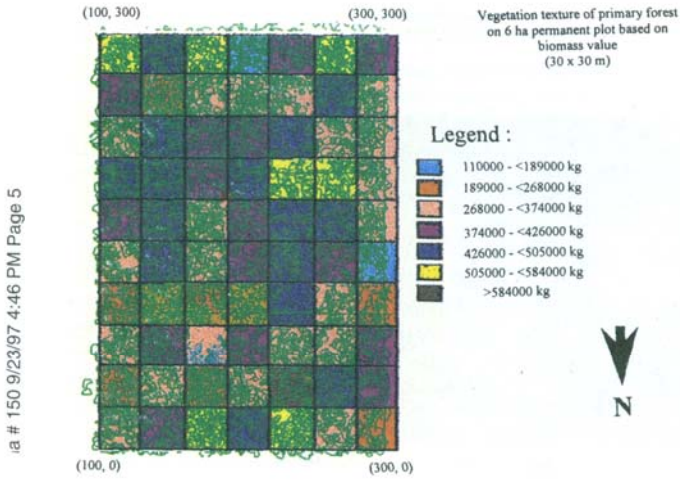 (100, 300)
(300, 300)
Vegetation texture of primary forest
on 6 ha permanent plot based on
biomass value
(30 x 30 m)
Legend :
110000 - <189000 kg
189000 - <268000 kg
268000 - <374000 kg
374000 - <426000 kg
426000 - <505000 kg
505000 - <584000 kg
>584000 kg
N
(100, 0)
(300, 0)
# 150 9/23/97 4:46 PM Page 5